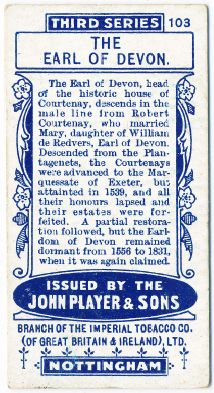 THIRD SERIES 103
THE
EARL OF DEVON.
The Earl of Devon, head
of the historic house of
Courtenay, descends in the
male line from Robert
Courtenay, who married
Mary, daughter of William
de Redvers, Earl of Devon.
Descended from the Plan-
tagenets, the Courtenays
were advanced to the Mar-
quessate of Exeter, but
attainted in 1539, and all
their honours lapsed and
their estates were for-
feited. A partial restora-
tion followed, but the Earl-
dom of Devon remained
dormant from 1556 to 1831,
when it was again claimed.
ISSUED BY THE
JOHN PLAYER & SONS
BRANCH OF THE IMPERIAL TOBACCO CO.
(OF GREAT BRITAIN & IRELAND), LTD.
NOTTINGHAM